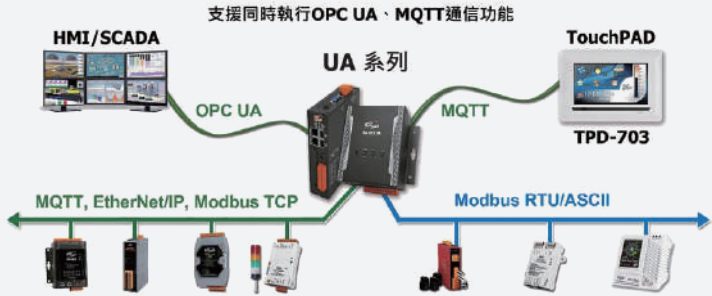 支援同時執行OPC UA、MQTT通信功能
HMI/SCADA
TouchPAD
UA 系列
OPC UA
MQTT
TPD-703
MQTT, EtherNet/IP, Modbus TCP
Modbus RTU/ASCII